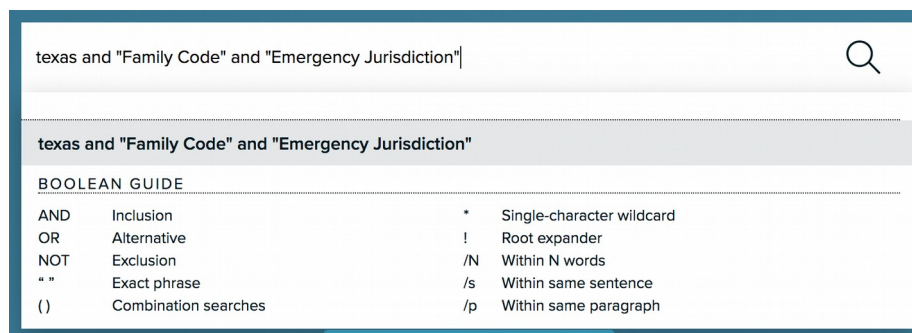 texas and "Family Code" and "Emergency Jurisdiction"
texas and "Family Code" and "Emergency Jurisdiction"
BOOLEAN GUIDE
AND Inclusion * Single-character wildcard
OR Alternative ! Root expander
NOT Exclusion /N Within N words
“ ” Exact phrase /s Within same sentence
( ) Combination searches /p Within same paragraph